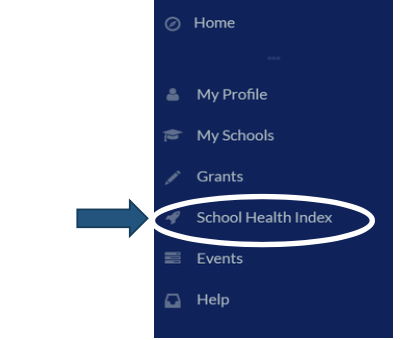 Home
My Profile
My Schools
Grants
School Health Index
Events
Help